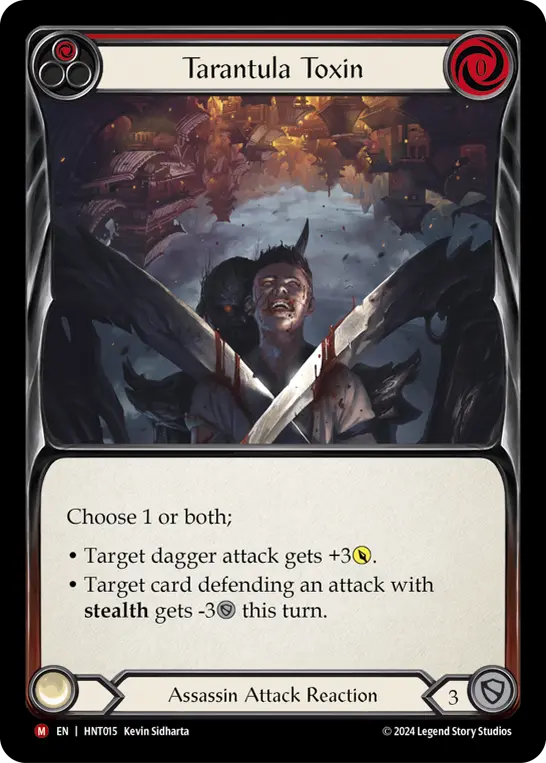 Tarantula Toxin
0
Choose 1 or both;
• Target dagger attack gets +3.
• Target card defending an attack with
stealth gets -3 this turn.
Assassin Attack Reaction
3
M EN | HNT015 Kevin Sidharta
© 2024 Legend Story Studios